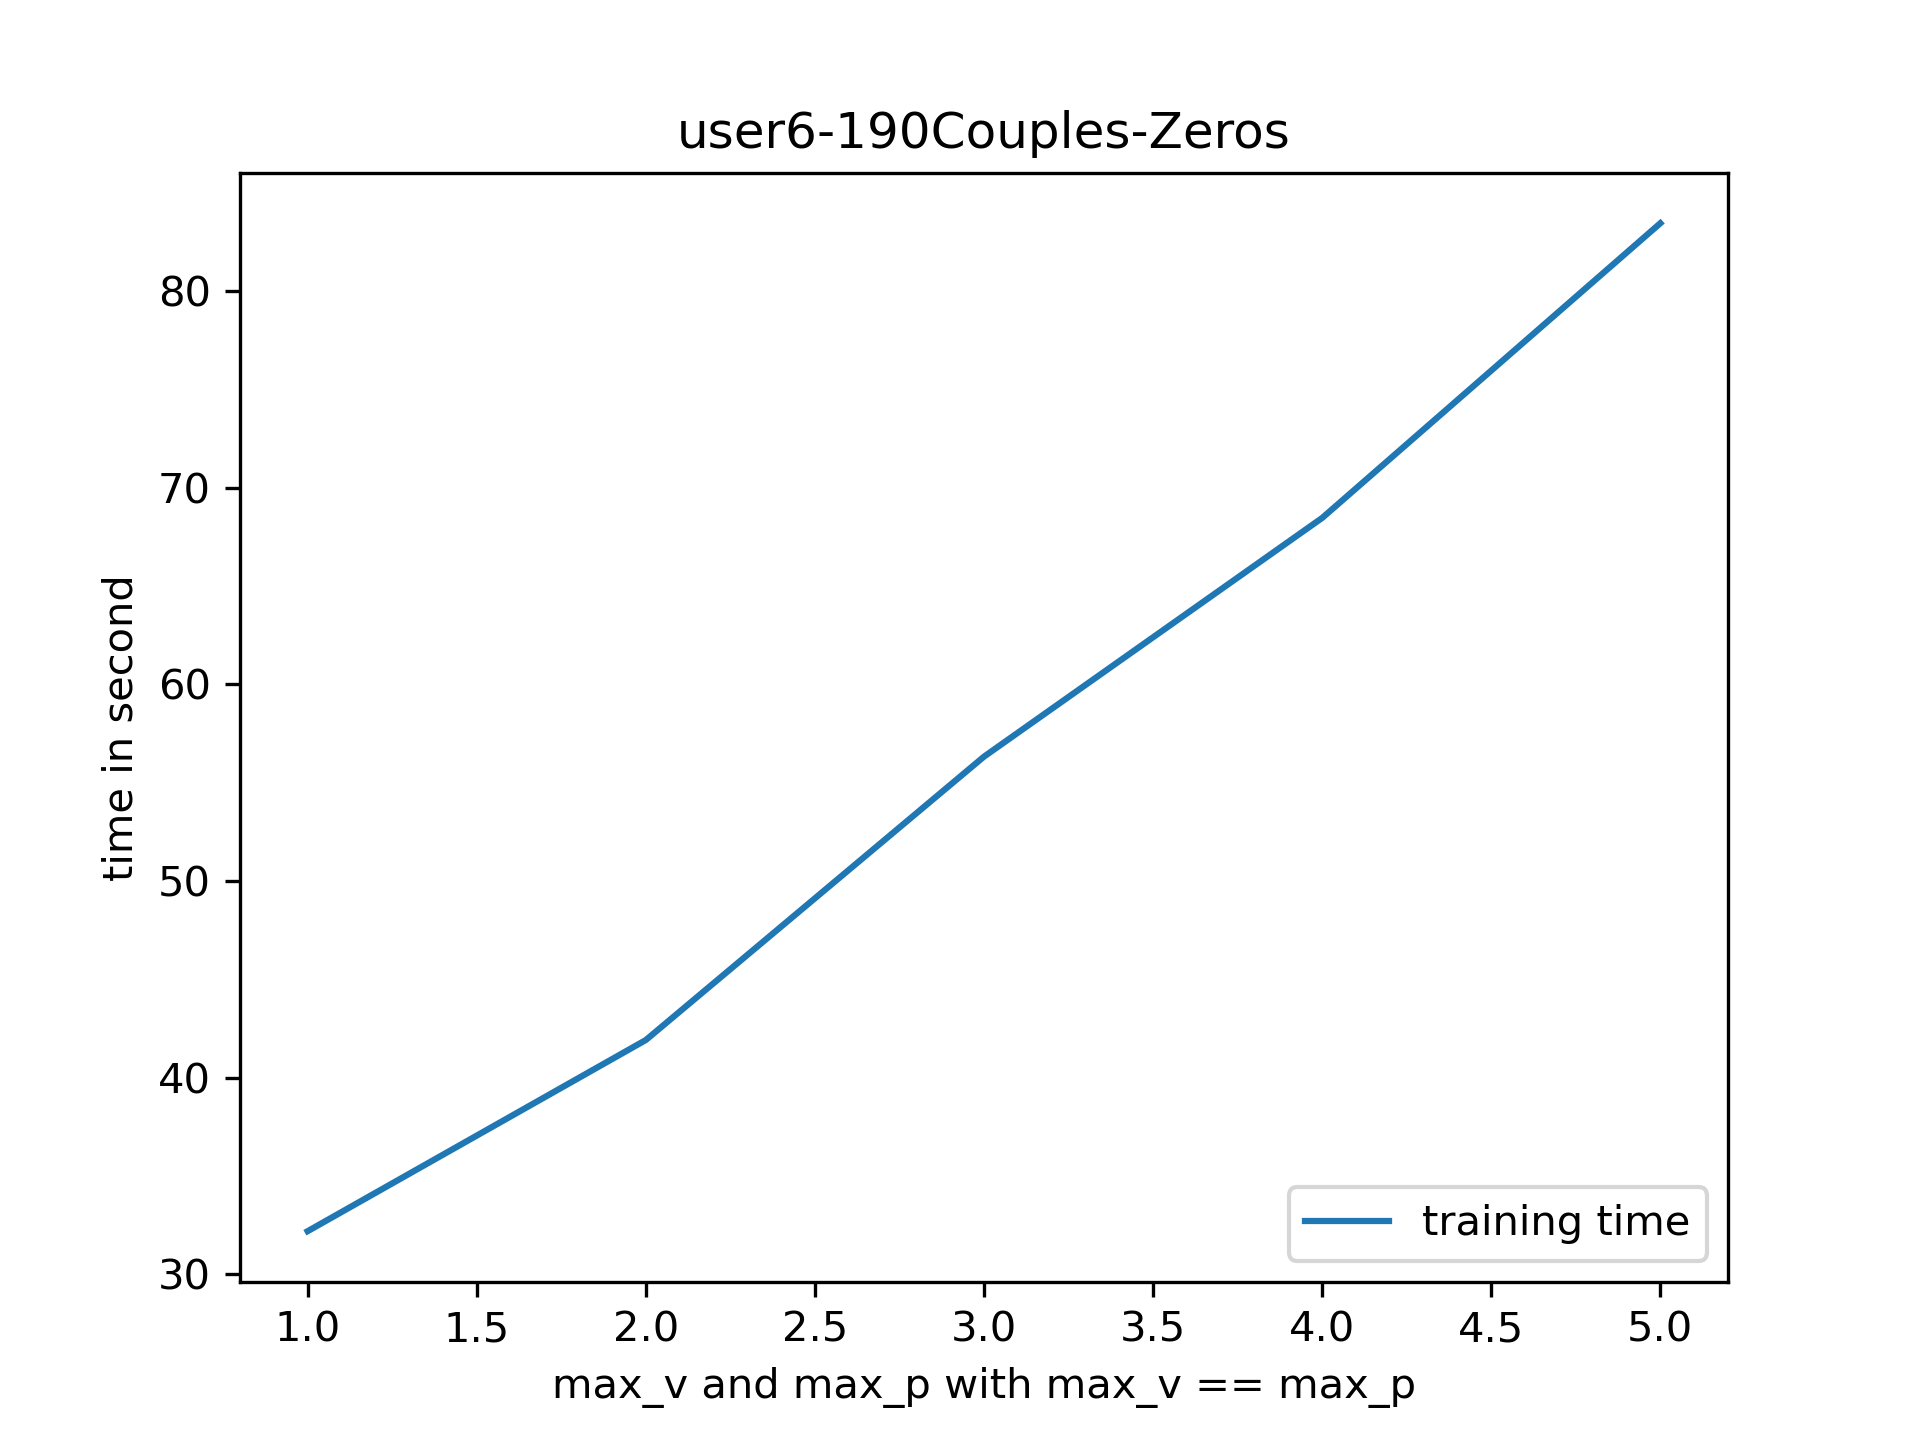 user6-190Couples-Zeros
80
70
60
50
40
30
time in second
training time
1.0 1.5 2.0 2.5 3.0 3.5 4.0 4.5 5.0
max_v and max_p with max_v == max_p